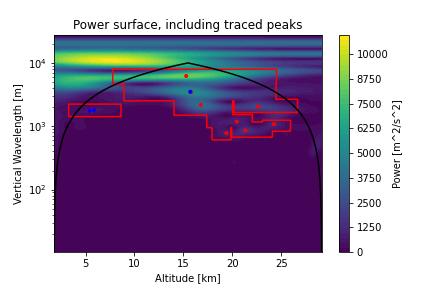 Power surface, including traced peaks
Vertical Wavelength [m]
10^4
10^3
10^2
5 10 15 20 25
Altitude [km]
10000
8750
7500
6250
5000
3750
2500
1250
0
Power [m^2/s^2]